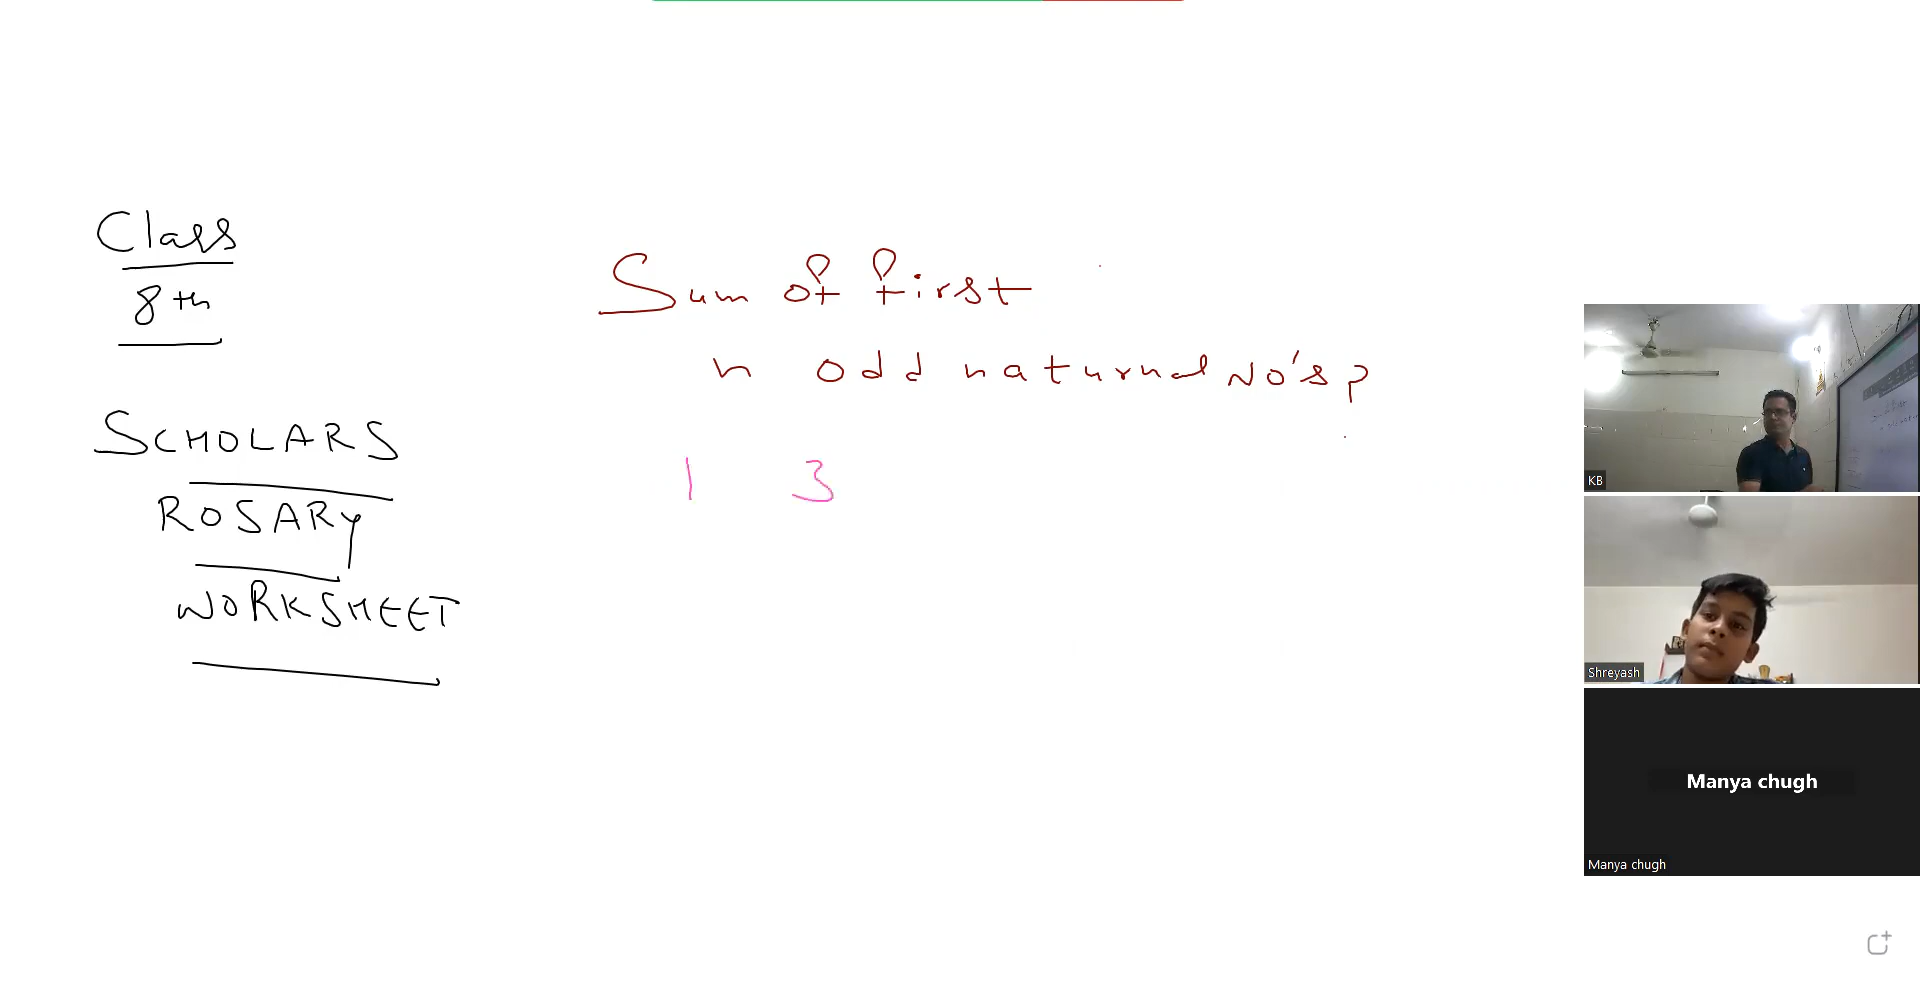 Class
8th
SCHOLARS
ROSARY
WORKSHEET
Sum of first
n odd naturnal No's?
1 3
KB
Shreyash
Manya chugh
Manya chugh